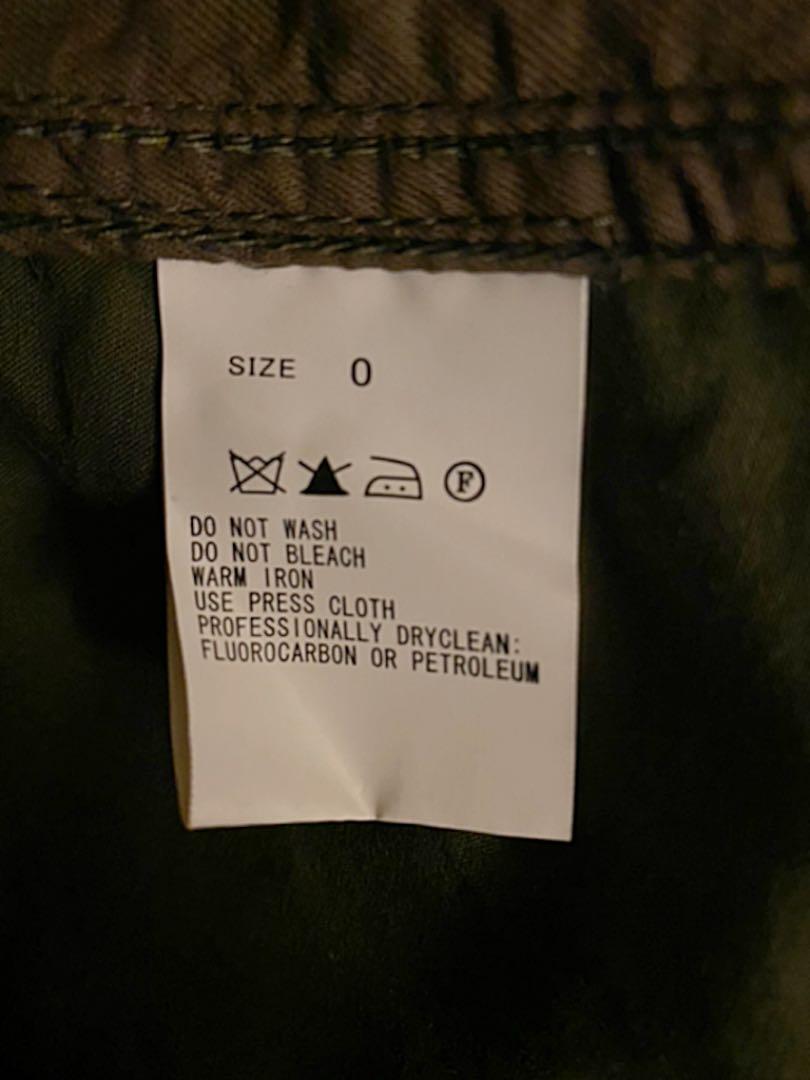 SIZE 0
F
DO NOT WASH
DO NOT BLEACH
WARM IRON
USE PRESS CLOTH
PROFESSIONALLY DRYCLEAN:
FLUOROCARBON OR PETROLEUM